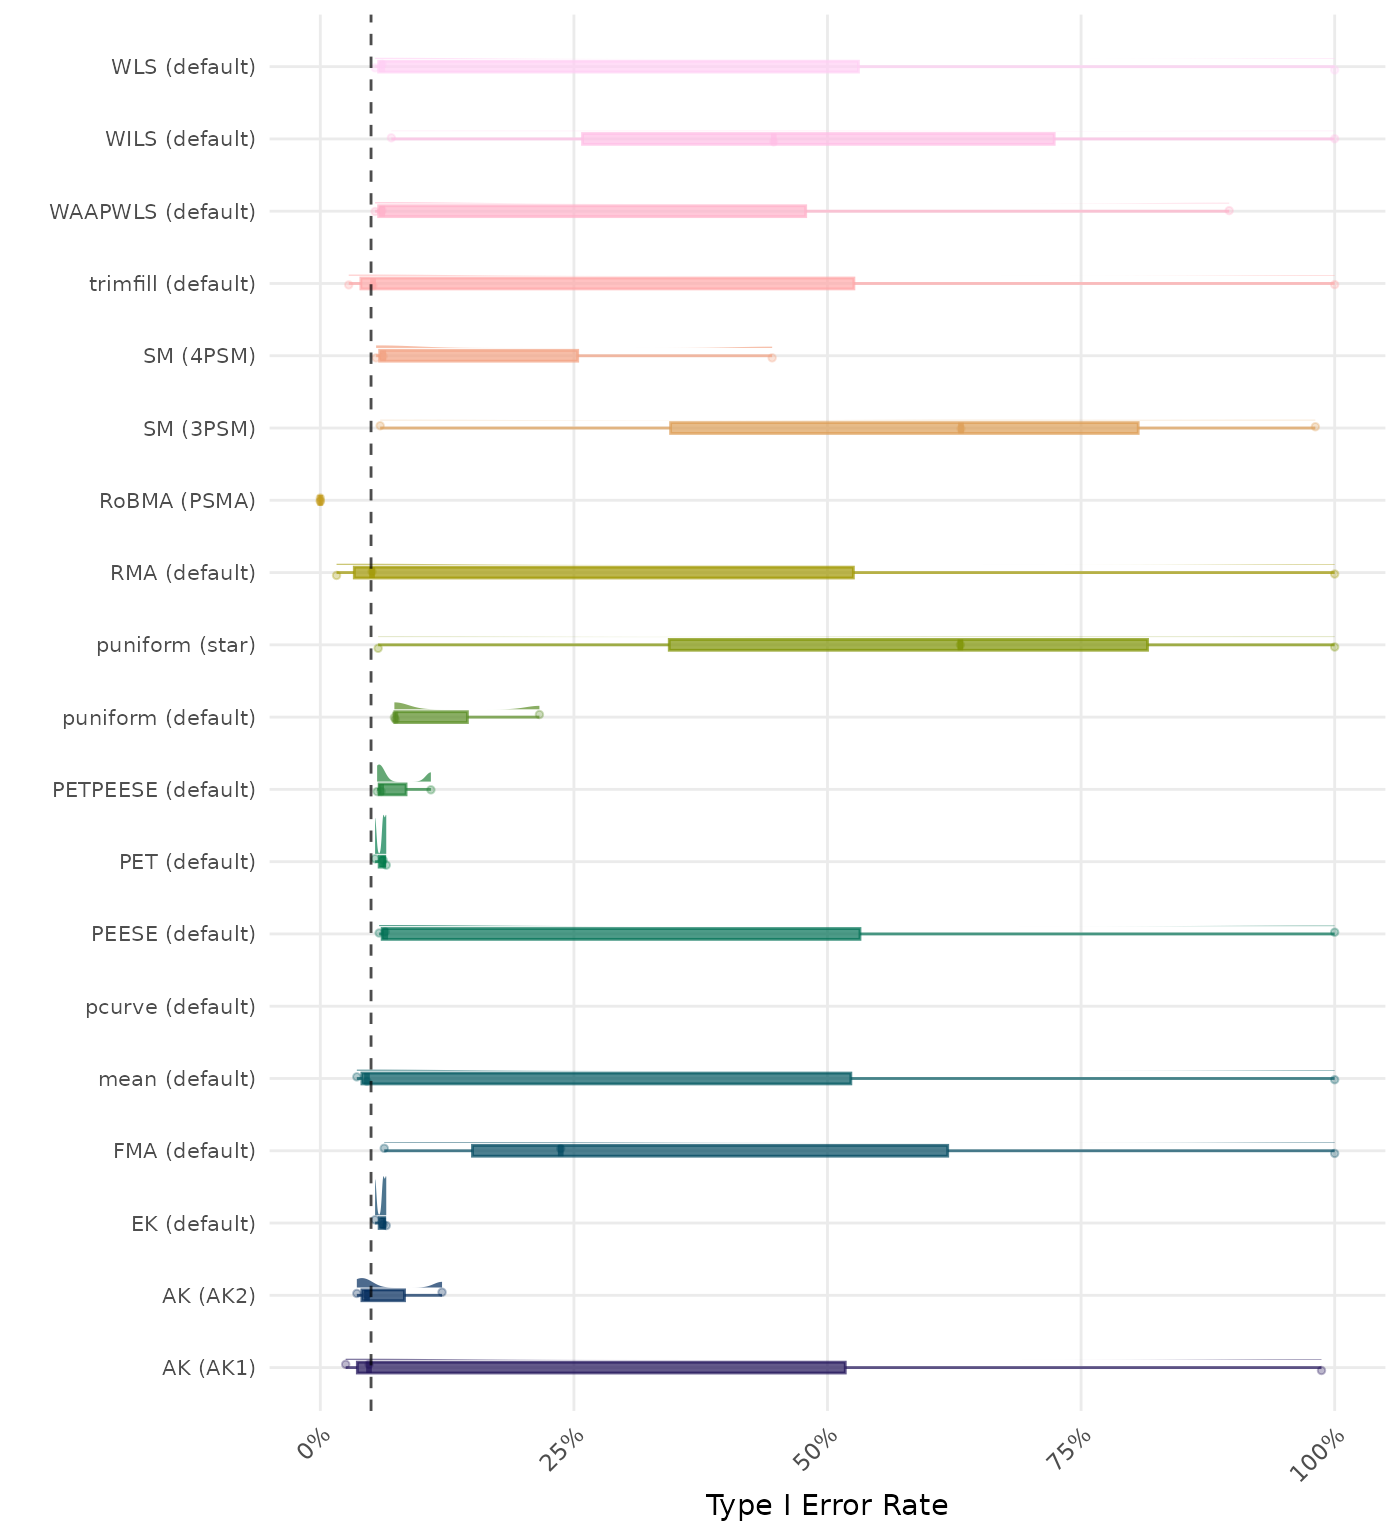 WLS (default)
WILS (default)
WAAPWLS (default)
trimfill (default)
SM (4PSM)
SM (3PSM)
RoBMA (PSMA)
RMA (default)
puniform (star)
puniform (default)
PETPEESE (default)
PET (default)
PEESE (default)
pcurve (default)
mean (default)
FMA (default)
EK (default)
AK (AK2)
AK (AK1)
0%
25%
50%
75%
100%
Type I Error Rate